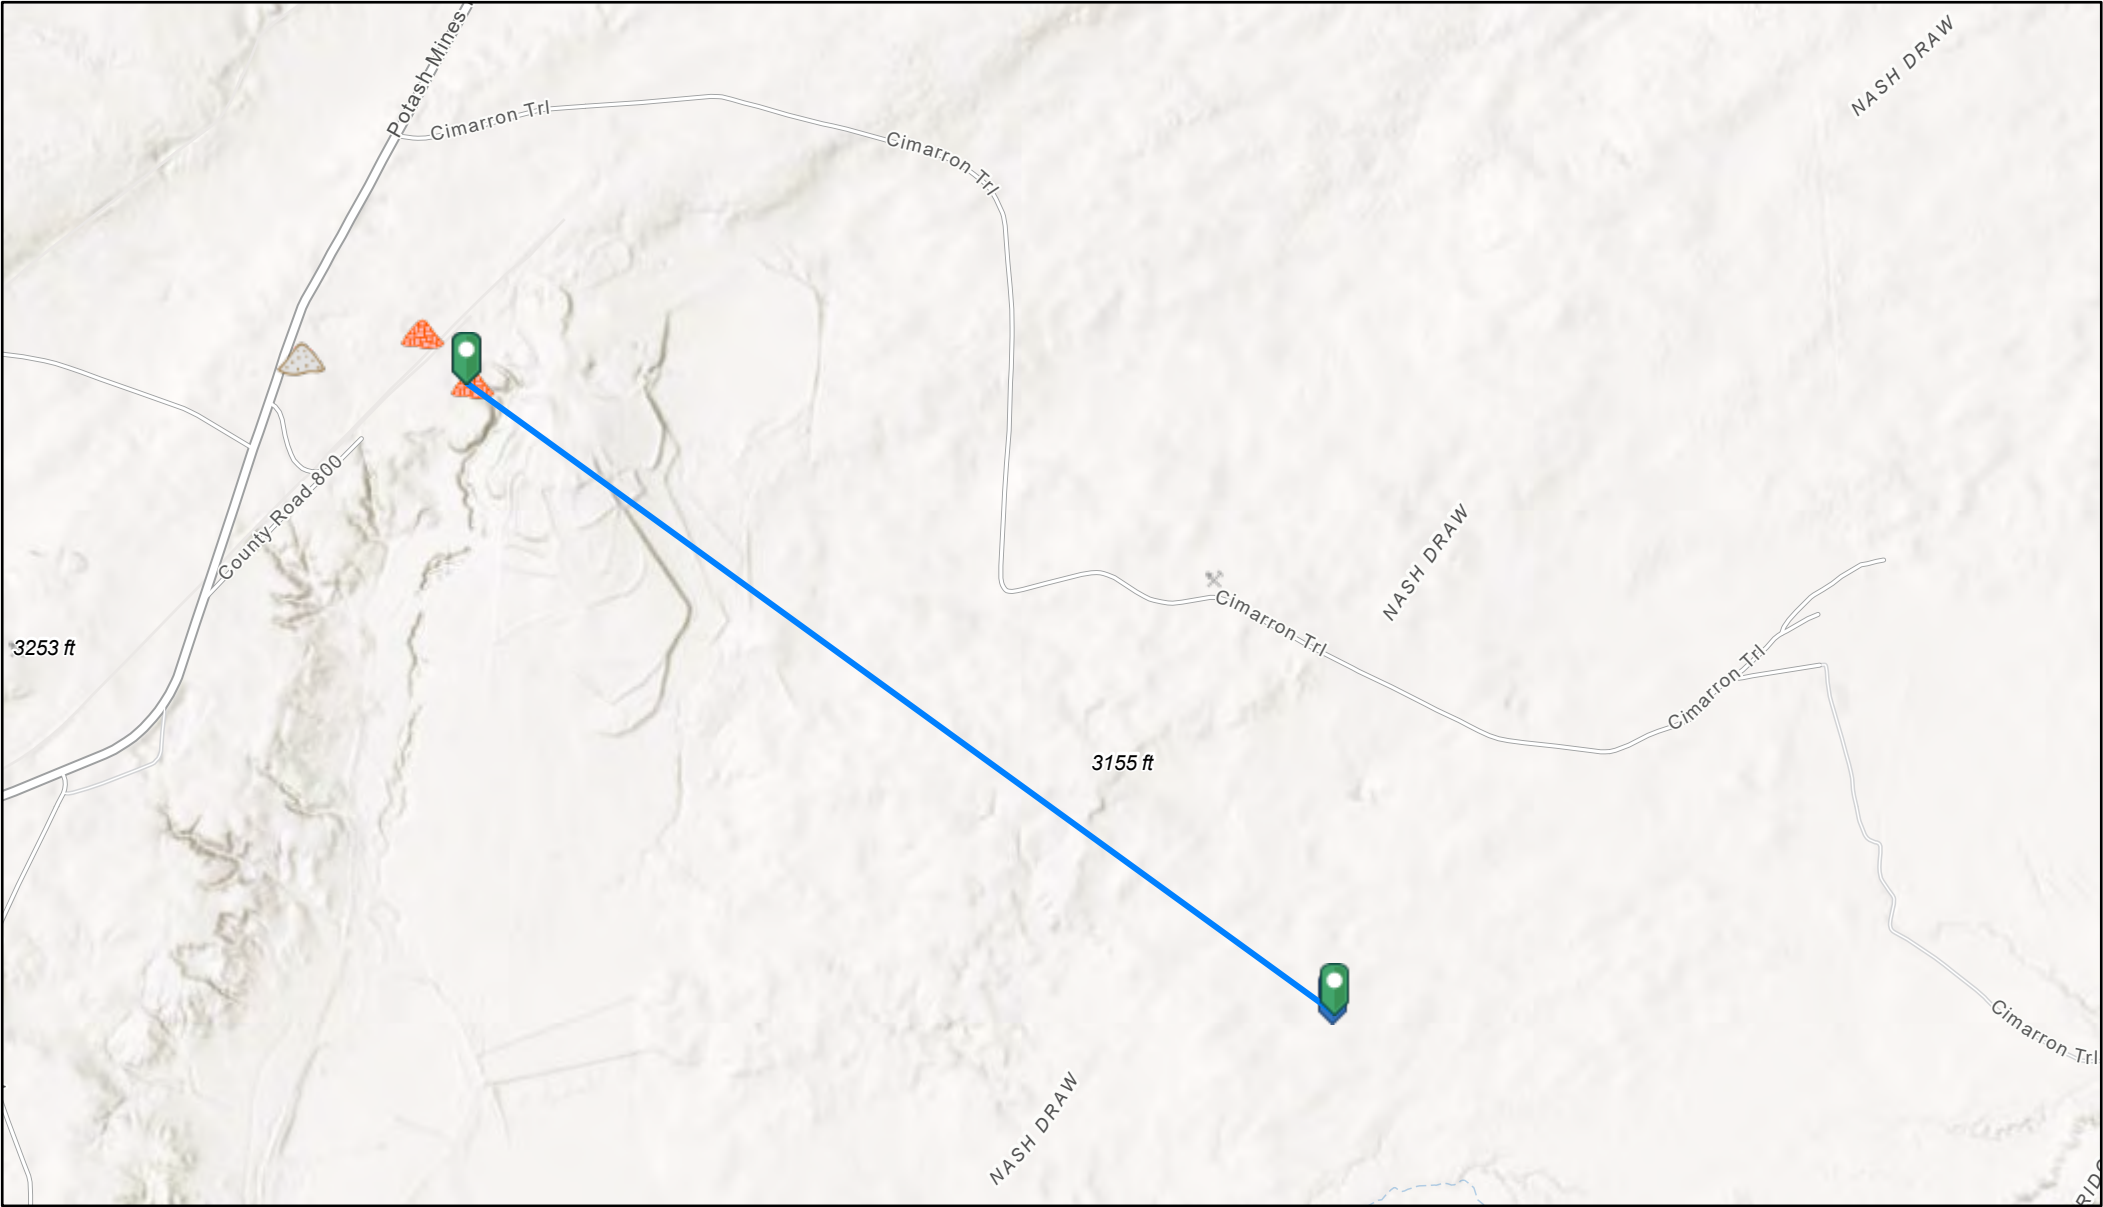 Potash Mines
NASH DRAW
Cimarron Trl
Cimarron Trl
County Road 800
NASH DRAW
Cimarron Trl
3253 ft
Cimarron Trl
3155 ft
Cimarron Trl
NASH DRAW